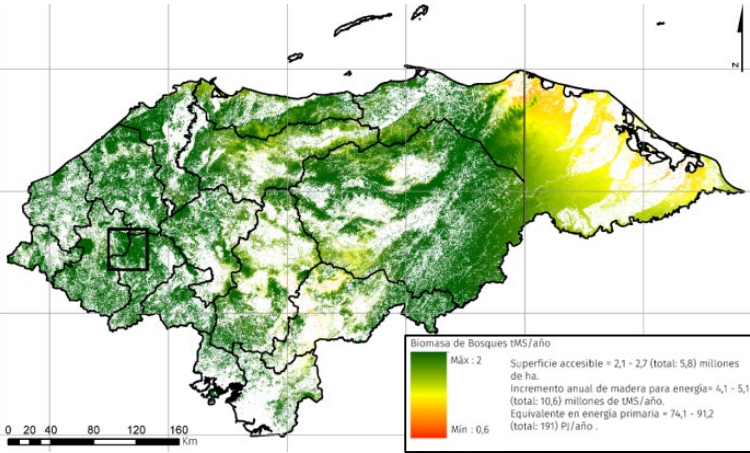 N
Biomasa de Bosques tMS/año
Máx : 2
Superficie accesible = 2,1 - 2,7 (total: 5,8) millones
de ha.
Incremento anual de madera para energía= 4,1 - 5,1
(total: 10,6) millones de tMS/año.
Equivalente en energía primaria = 74,1 - 91,2
(total: 191) PJ/año .
Mín : 0,6
0 20 40 80 120 160
Km